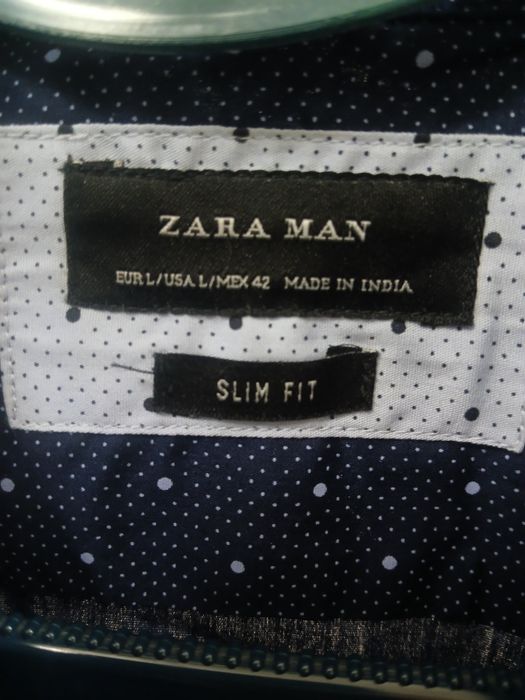 ZARA MAN
EUR L/USA L/MEX 42 MADE IN INDIA
SLIM FIT